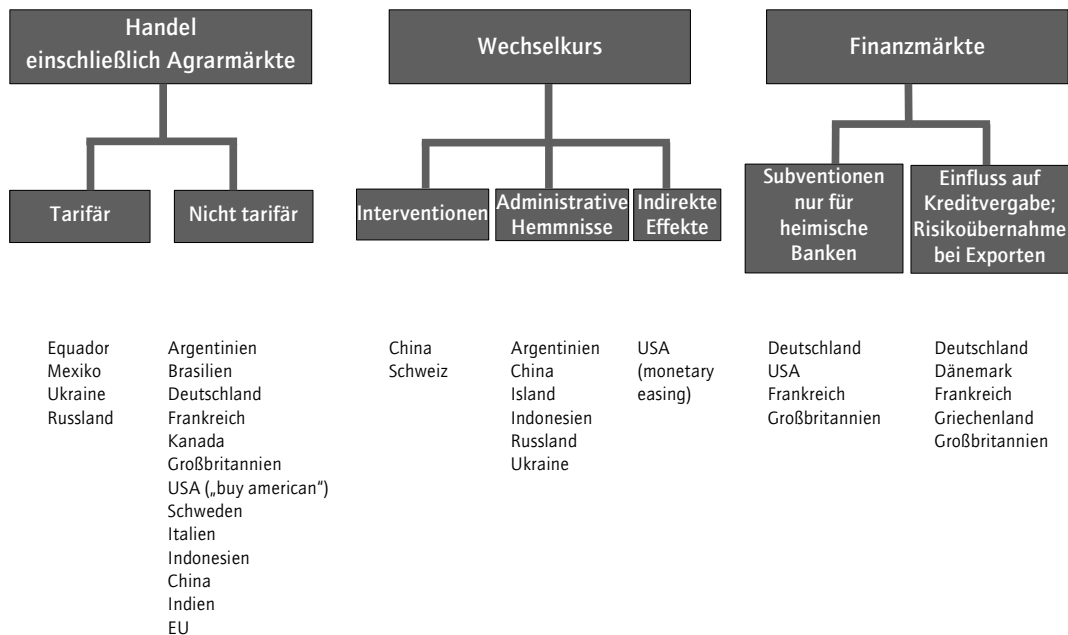 Handel
einschließlich Agrarmärkte
Wechselkurs
Finanzmärkte
Tarifär
Nicht tarifär
Interventionen
Administrative
Hemmnisse
Indirekte
Effekte
Subventionen
nur für
heimische
Banken
Einfluss auf
Kreditvergabe;
Risikoübernahme
bei Exporten
Equador
Mexiko
Ukraine
Russland
Argentinien
Brasilien
Deutschland
Frankreich
Kanada
Großbritannien
USA („buy american“)
Schweden
Italien
Indonesien
China
Indien
EU
China
Schweiz
Argentinien
China
Island
Indonesien
Russland
Ukraine
USA
(monetary
easing)
Deutschland
USA
Frankreich
Großbritannien
Deutschland
Dänemark
Frankreich
Griechenland
Großbritannien